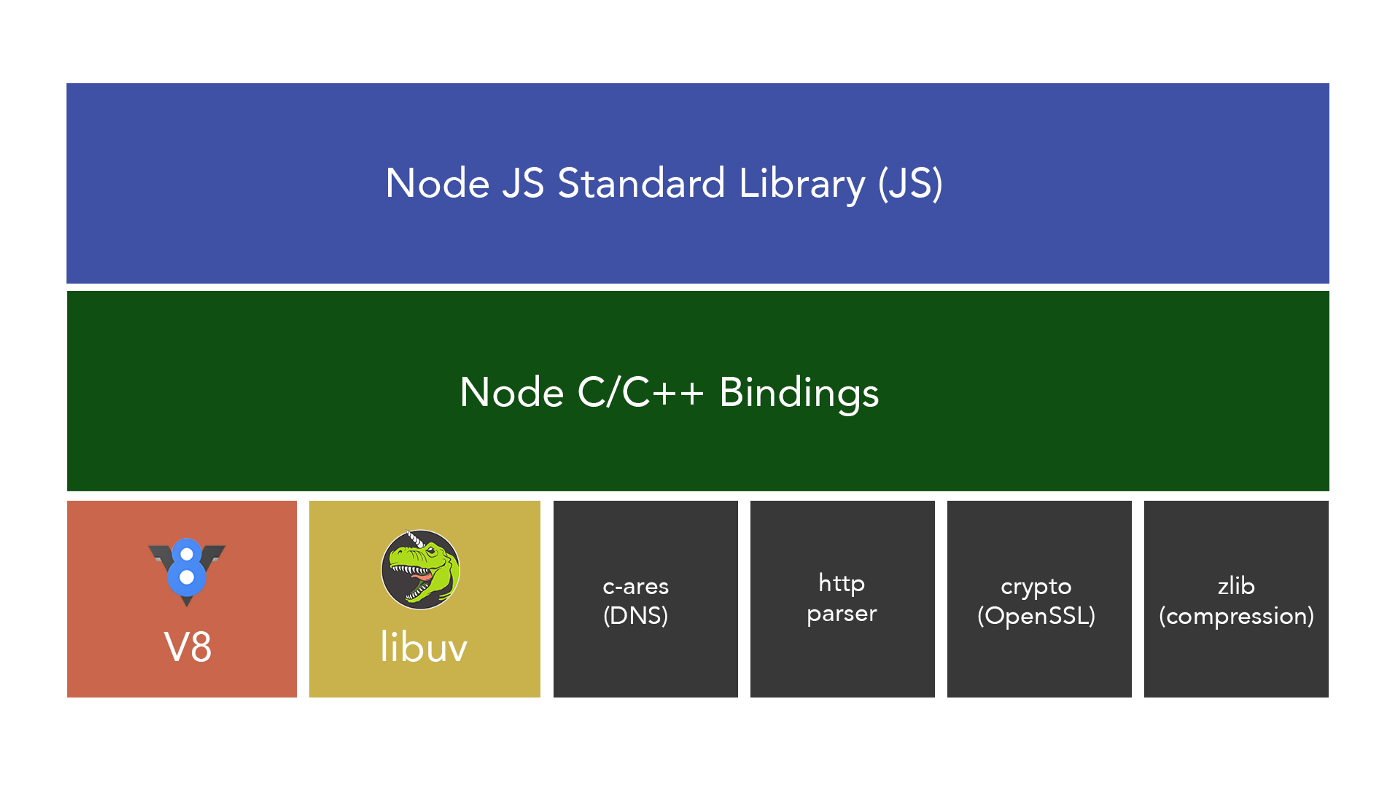 Node JS Standard Library (JS)
Node C/C++ Bindings
V8
libuv
c-ares
(DNS)
http
parser
crypto
(OpenSSL)
zlib
(compression)